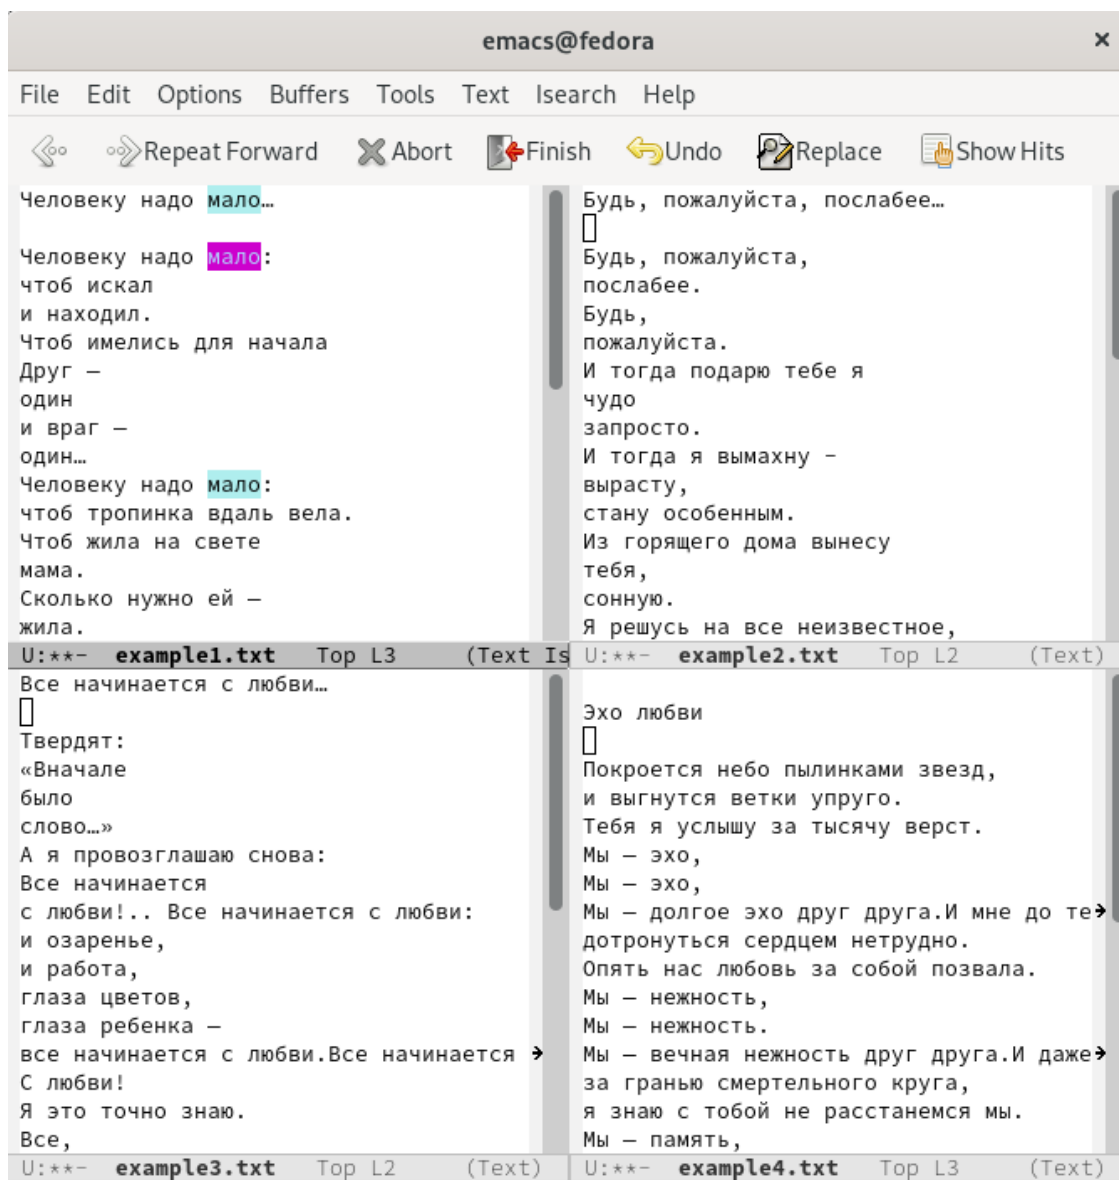 emacs@fedora
File Edit Options Buffers Tools Text Isearch Help
Repeat Forward Abort Finish Undo Replace Show Hits
Человеку надо мало…
Человеку надо мало:
чтоб искал
и находил.
Чтоб имелись для начала
Друг —
один
и враг —
один…
Человеку надо мало:
чтоб тропинка вдаль вела.
Чтоб жила на свете
мама.
Сколько нужно ей —
жила.
U:**- example1.txt Top L3 (Text Is
Будь, пожалуйста, послабее…
Будь, пожалуйста,
послабее.
Будь,
пожалуйста.
И тогда подарю тебе я
чудо
запросто.
И тогда я вымахну -
вырасту,
стану особенным.
Из горящего дома вынесу
тебя,
сонную.
Я решусь на все неизвестное,
U:**- example2.txt Top L2 (Text)
Все начинается с любви…
Твердят:
«Вначале
было
слово…»
А я провозглашаю снова:
Все начинается
с любви!.. Все начинается с любви:
и озаренье,
и работа,
глаза цветов,
глаза ребенка —
все начинается с любви.Все начинается
С любви!
Я это точно знаю.
Все,
U:**- example3.txt Top L2 (Text)
Эхо любви
Покроется небо пылинками звезд,
и выгнутся ветки упруго.
Тебя я услышу за тысячу верст.
Мы — эхо,
Мы — эхо,
Мы — долгое эхо друг друга.И мне до те
дотронуться сердцем нетрудно.
Опять нас любовь за собой позвала.
Мы — нежность,
Мы — нежность.
Мы — вечная нежность друг друга.И даже
за гранью смертельного круга,
я знаю с тобой не расстанемся мы.
Мы — память,
U:**- example4.txt Top L3 (Text)